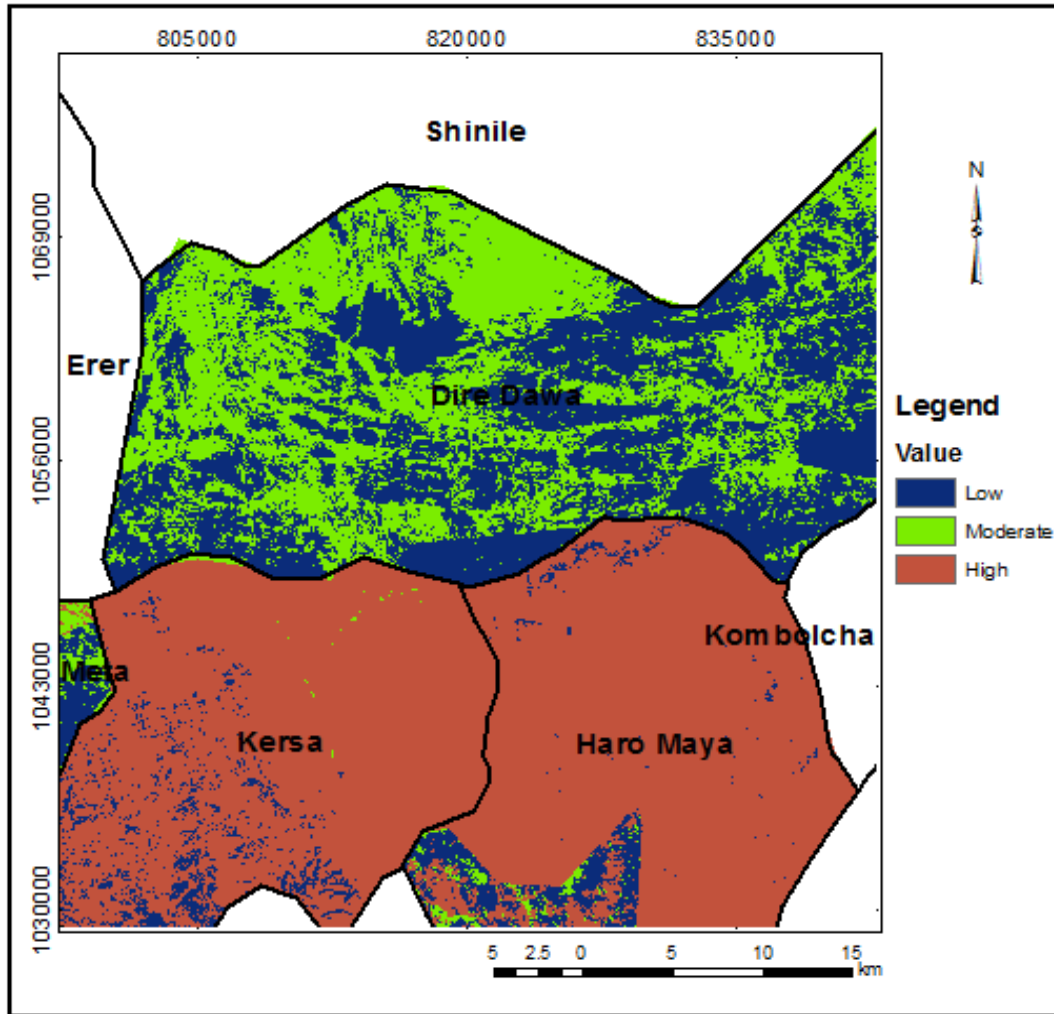 805000 820000 835000
Shinile
N
1069000
Erer
Dire Dawa
Legend
Value
1056000
Low
Moderate
High
Kombolcha
Meta
1043000
Kersa
Haro Maya
1030000
5 2.5 0 5 10 15
km